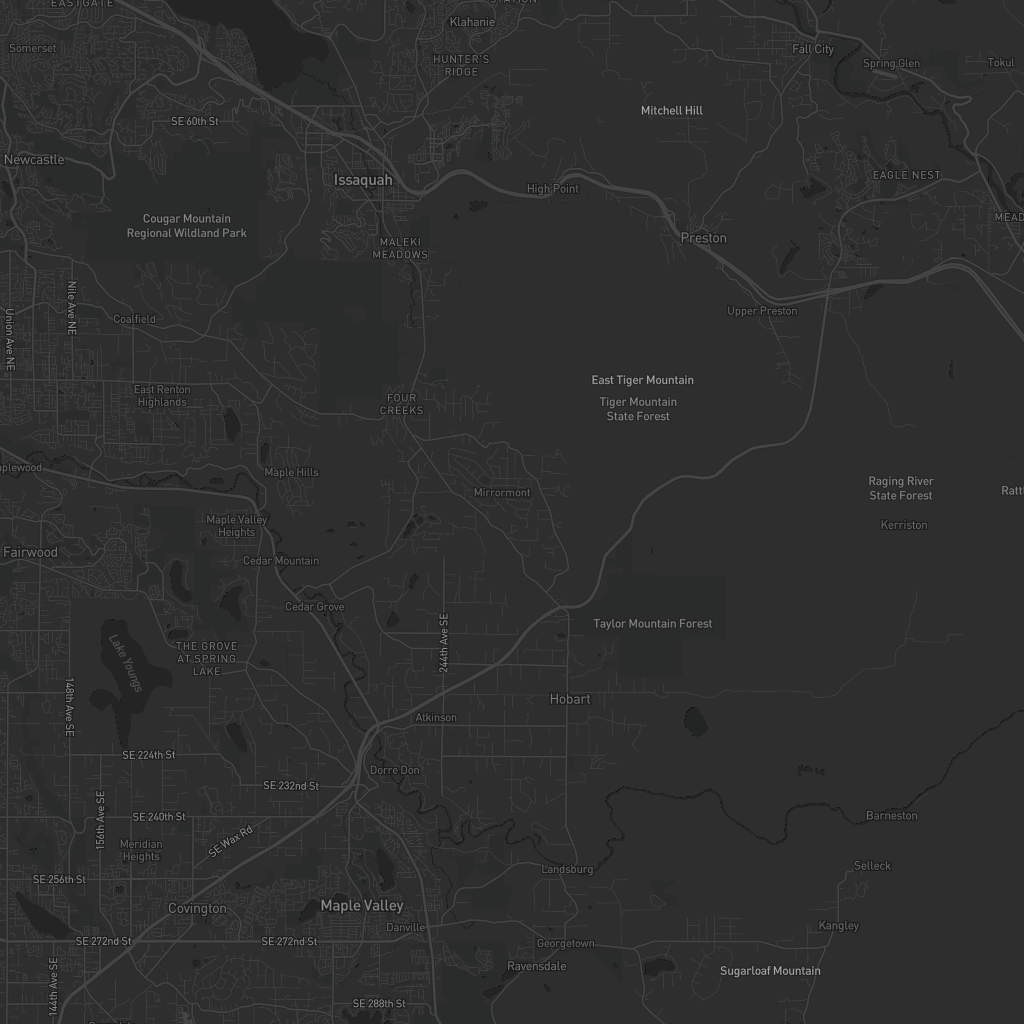 EASTGATE
STATION
Klahanie
Somerset
Fall City
HUNTER'S
RIDGE
Spring Glen
Tokul
Mitchell Hill
SE 60th St
Newcastle
Issaquah
High Point
EAGLE NEST
Cougar Mountain
Regional Wildland Park
MEAD
MALEKI
MEADOWS
Preston
Nile Ave NE
Union Ave NE
Coalfield
Upper Preston
East Renton
Highlands
East Tiger Mountain
FOUR
CREEKS
Tiger Mountain
State Forest
aplewood
Maple Hills
Mirrormont
Raging River
State Forest
Rattl
Maple Valley
Heights
Kerriston
Fairwood
Cedar Mountain
Cedar Grove
Taylor Mountain Forest
244th Ave SE
THE GROVE
AT SPRING
LAKE
Lake Youngs
148th Ave SE
Hobart
Atkinson
SE 224th St
Dorre Don
SE 232nd St
156th Ave SE
SE 240th St
Barneston
SE Wax Rd
Meridian
Heights
Landsburg
Selleck
SE 256th St
Covington
Maple Valley
Danville
Kangley
SE 272nd St
SE 272nd St
Georgetown
Ravensdale
Sugarloaf Mountain
144th Ave SE
SE 288th St